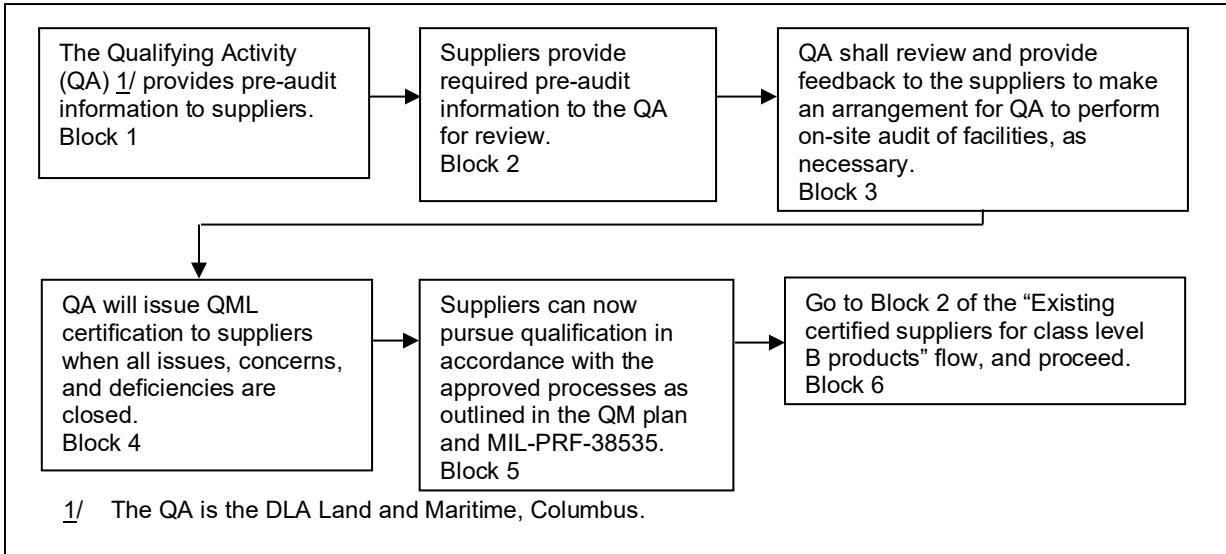 The Qualifying Activity
(QA) 1/ provides pre-audit
information to suppliers.
Block 1
Suppliers provide
required pre-audit
information to the QA
for review.
Block 2
QA shall review and provide
feedback to the suppliers to make
an arrangement for QA to perform
on-site audit of facilities, as
necessary.
Block 3
QA will issue QML
certification to suppliers
when all issues, concerns,
and deficiencies are
closed.
Block 4
Suppliers can now
pursue qualification in
accordance with the
approved processes as
outlined in the QM plan
and MIL-PRF-38535.
Block 5
Go to Block 2 of the “Existing
certified suppliers for class level
B products” flow, and proceed.
Block 6
1/ The QA is the DLA Land and Maritime, Columbus.